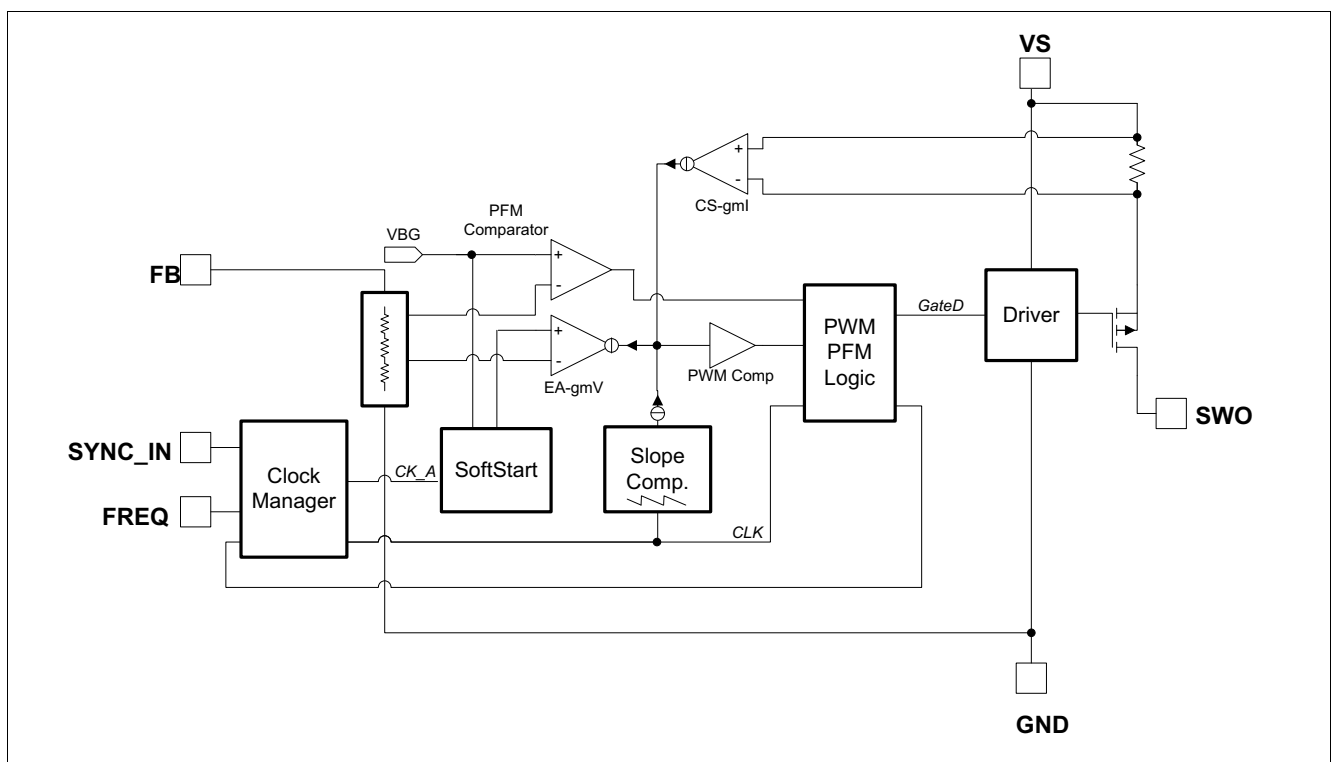 VS
+
-
CS-gmI
PFM
Comparator
VBG
+
-
FB
GateD
Driver
PWM
PFM
Logic
+
-
EA-gmV
PWM Comp
SWO
SYNC_IN
Clock
Manager
CK_A
SoftStart
Slope
Comp.
FREQ
CLK
GND